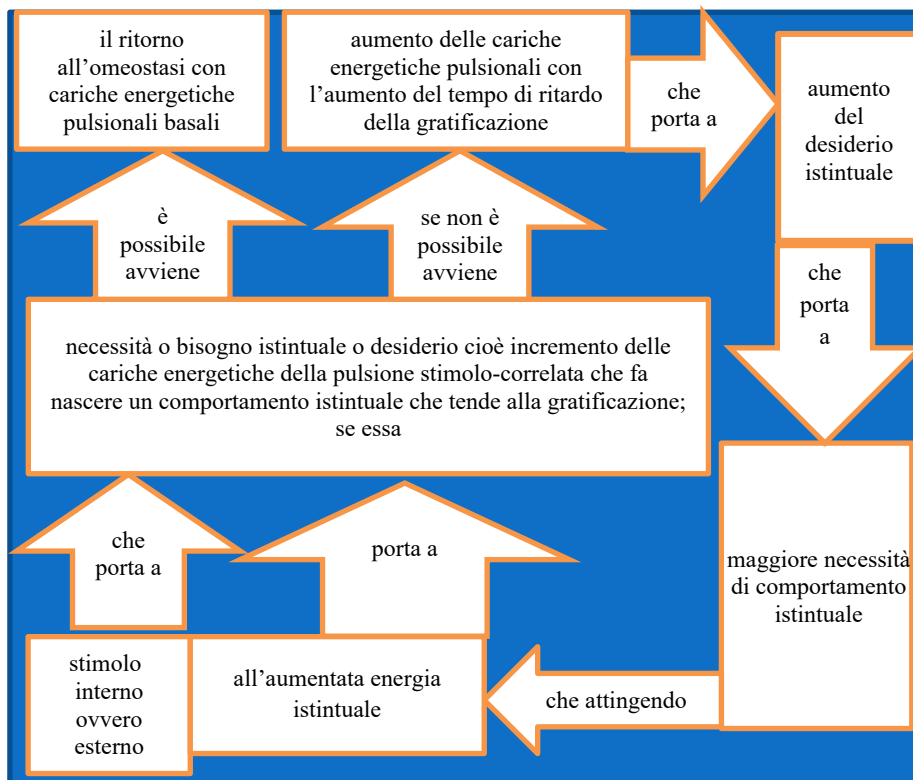 il ritorno
all’omeostasi con
cariche energetiche
pulsionali basali
aumento delle cariche
energetiche pulsionali con
l’aumento del tempo di ritardo
della gratificazione
che
porta a
aumento
del
desiderio
istintuale
è
possibile
avviene
se non è
possibile
avviene
che
porta
a
necessità o bisogno istintuale o desiderio cioè incremento delle
cariche energetiche della pulsione stimolo-correlata che fa
nascere un comportamento istintuale che tende alla gratificazione;
se essa
che
porta a
porta a
maggiore necessità
di comportamento
istintuale
stimolo
interno
ovvero
esterno
all’aumentata energia
istintuale
che attingendo